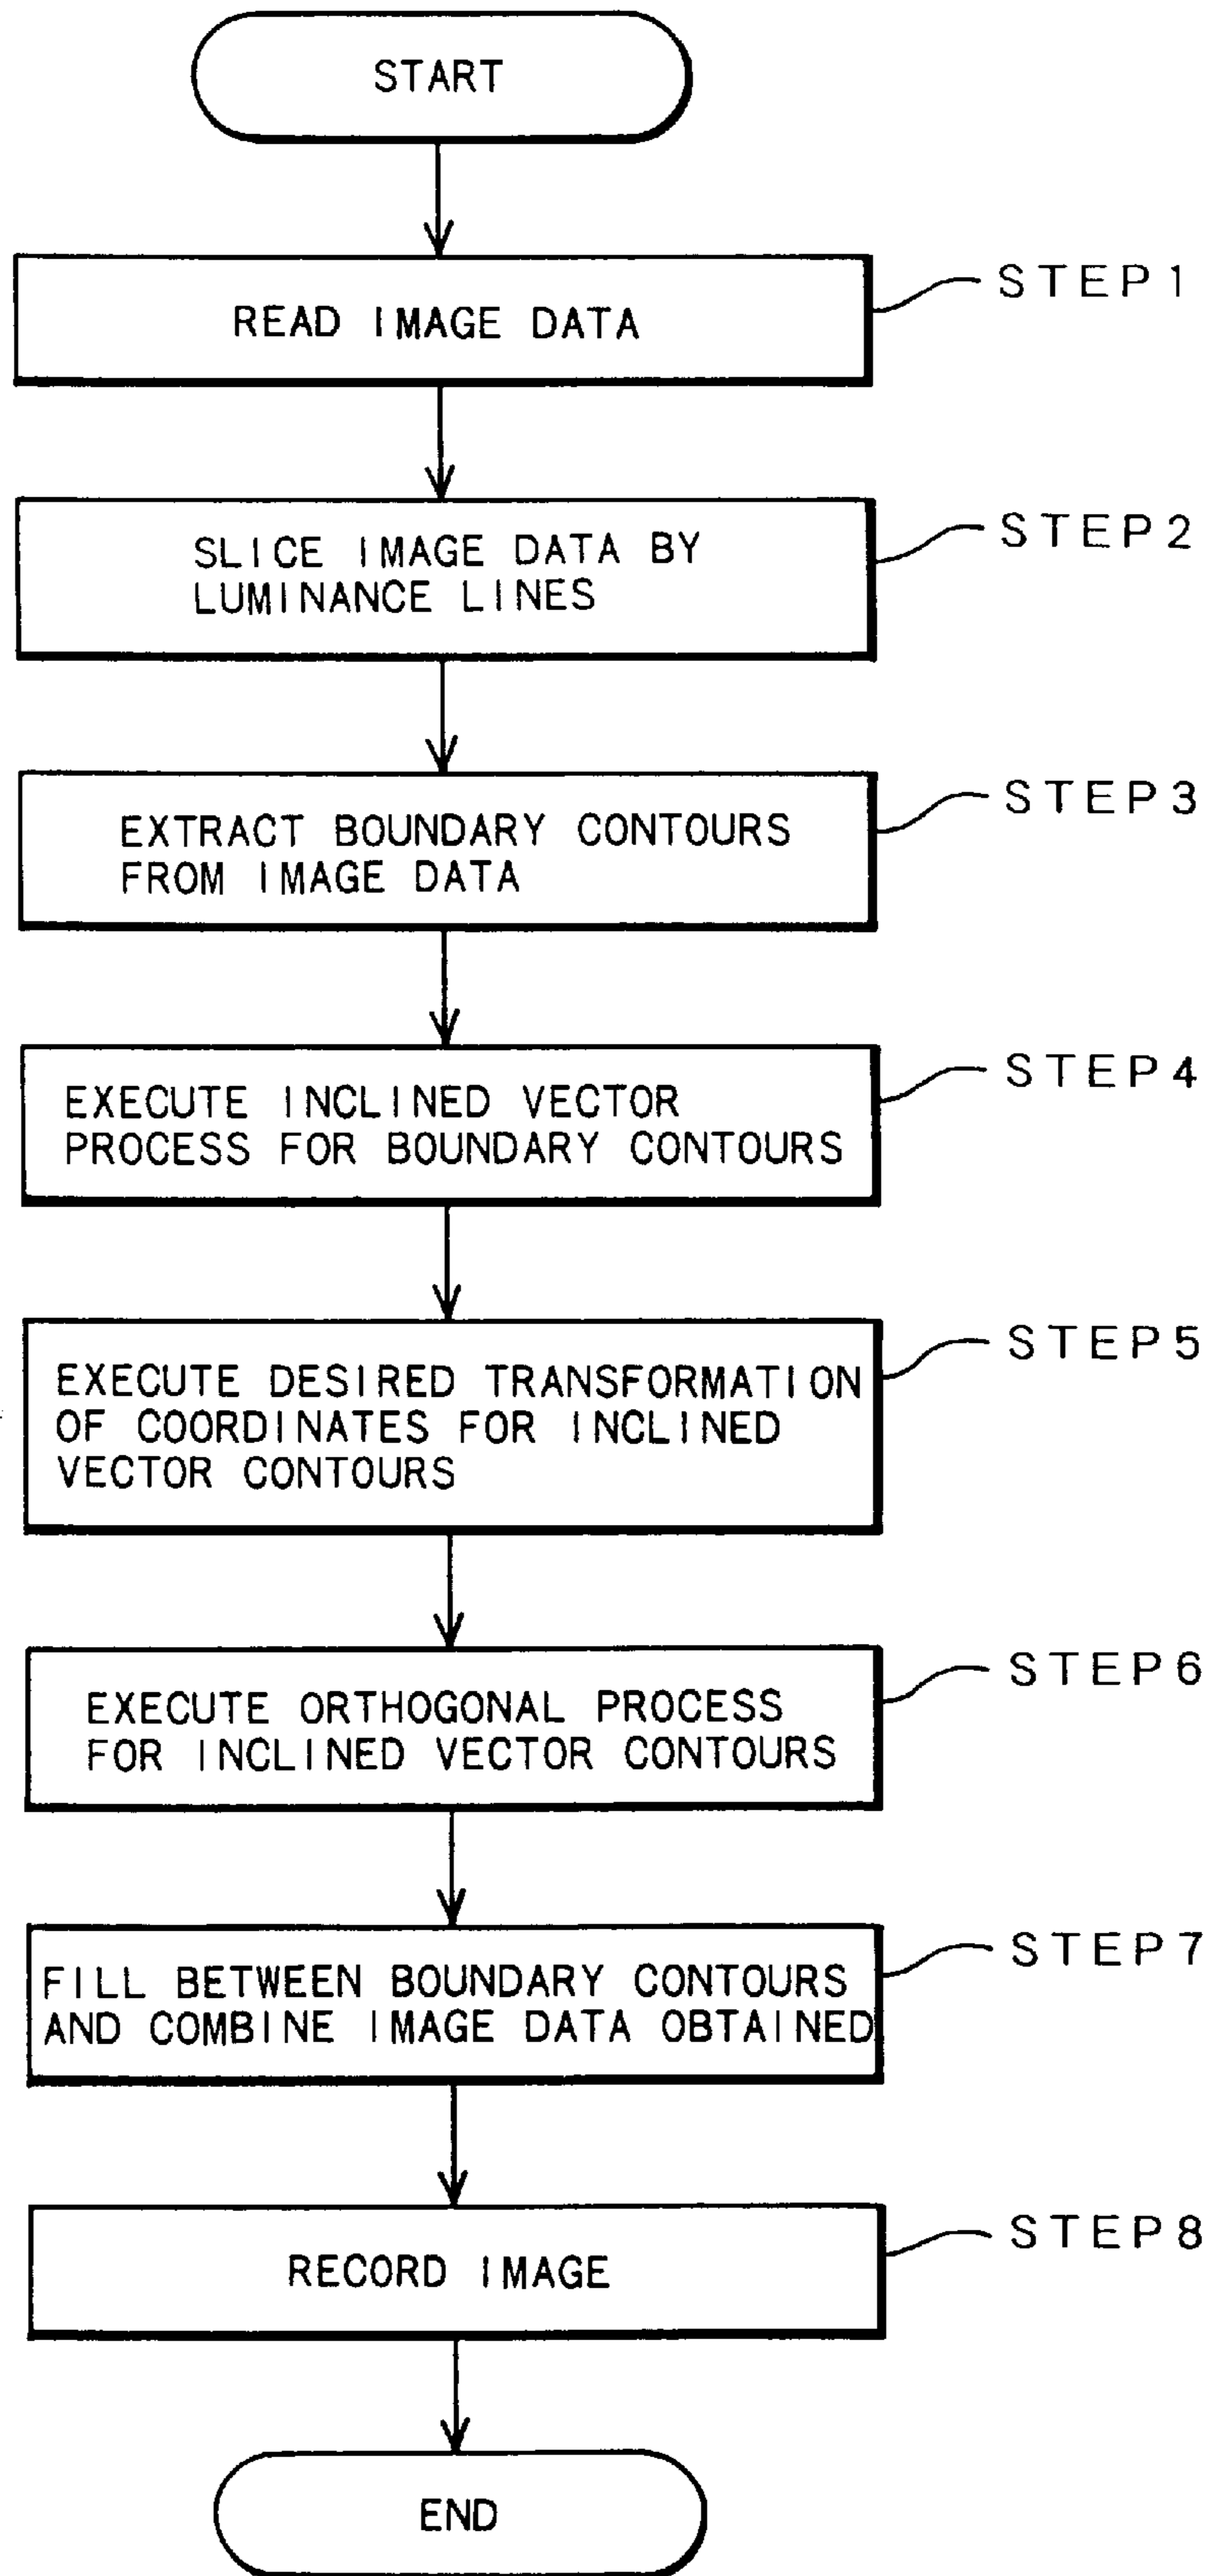 START
READ IMAGE DATA
STEP1
SLICE IMAGE DATA BY
LUMINANCE LINES
STEP2
EXTRACT BOUNDARY CONTOURS
FROM IMAGE DATA
STEP3
EXECUTE INCLINED VECTOR
PROCESS FOR BOUNDARY CONTOURS
STEP4
EXECUTE DESIRED TRANSFORMATION
OF COORDINATES FOR INCLINED
VECTOR CONTOURS
STEP5
EXECUTE ORTHOGONAL PROCESS
FOR INCLINED VECTOR CONTOURS
STEP6
FILL BETWEEN BOUNDARY CONTOURS
AND COMBINE IMAGE DATA OBTAINED
STEP7
RECORD IMAGE
STEP8
END